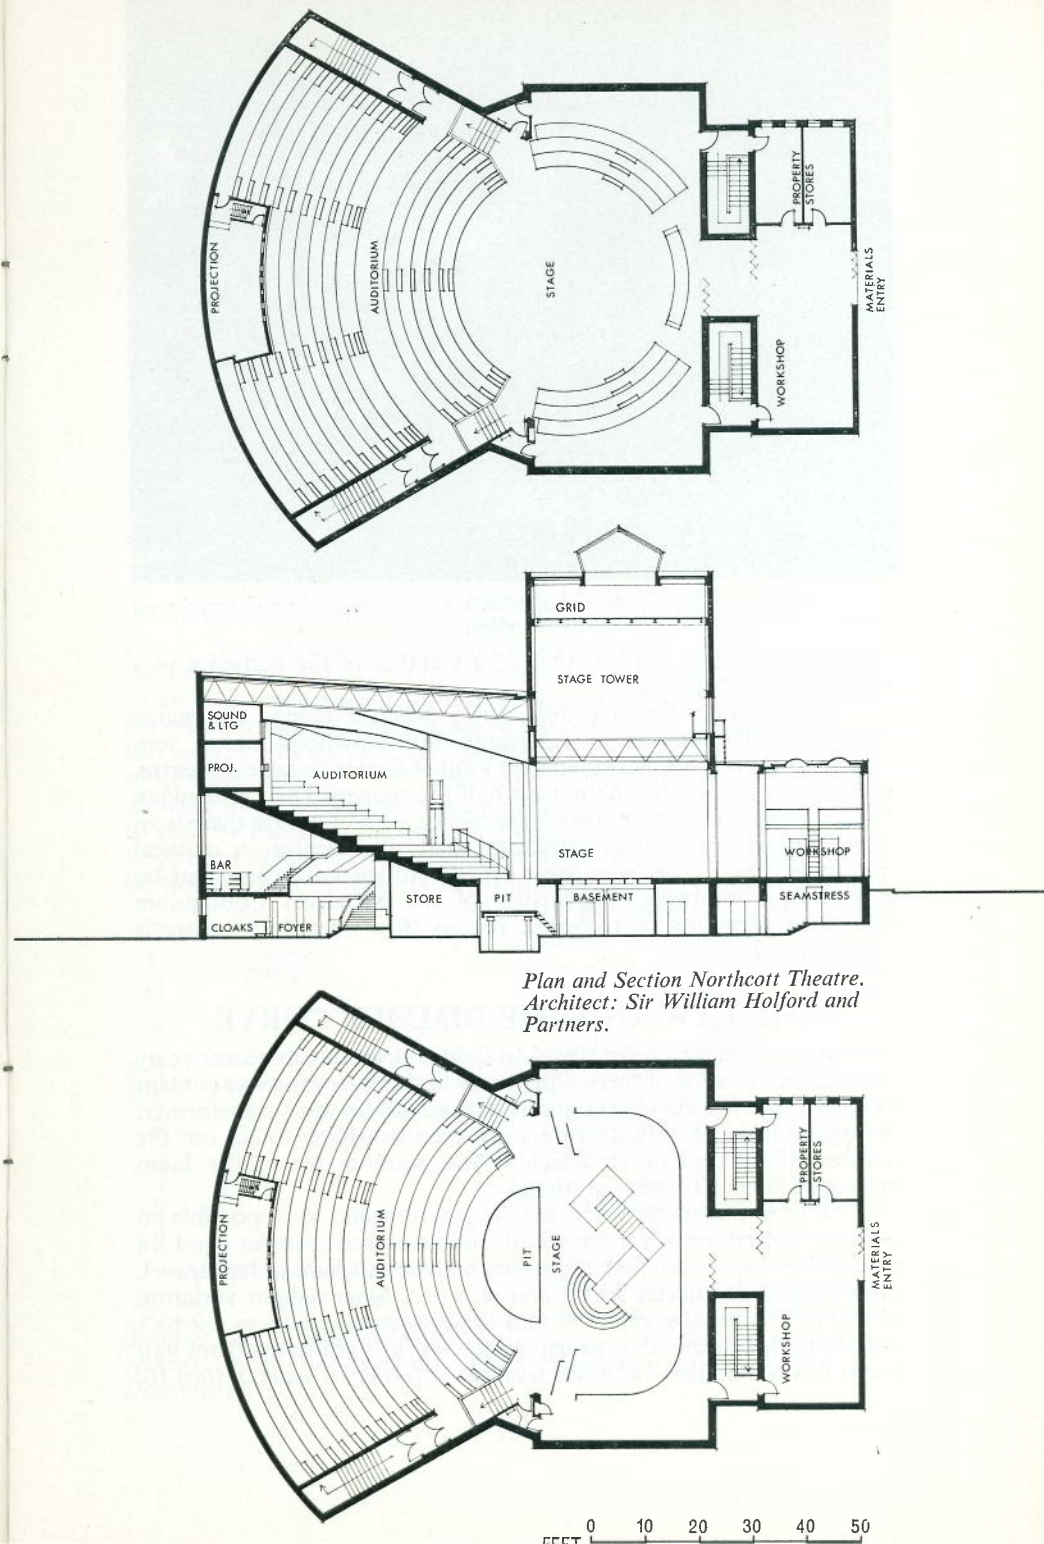 PROJECTION
AUDITORIUM
STAGE
PROPERTY
STORES
WORKSHOP
MATERIALS
ENTRY
GRID
STAGE TOWER
SOUND
& LTG
PROJ.
AUDITORIUM
BAR
STAGE
WORKSHOP
CLOAKS
FOYER
STORE
PIT
BASEMENT
SEAMSTRESS
Plan and Section Northcott Theatre.
Architect: Sir William Holford and
Partners.
PROJECTION
AUDITORIUM
PIT
STAGE
PROPERTY
STORES
WORKSHOP
MATERIALS
ENTRY
0 10 20 30 40 50
FEET